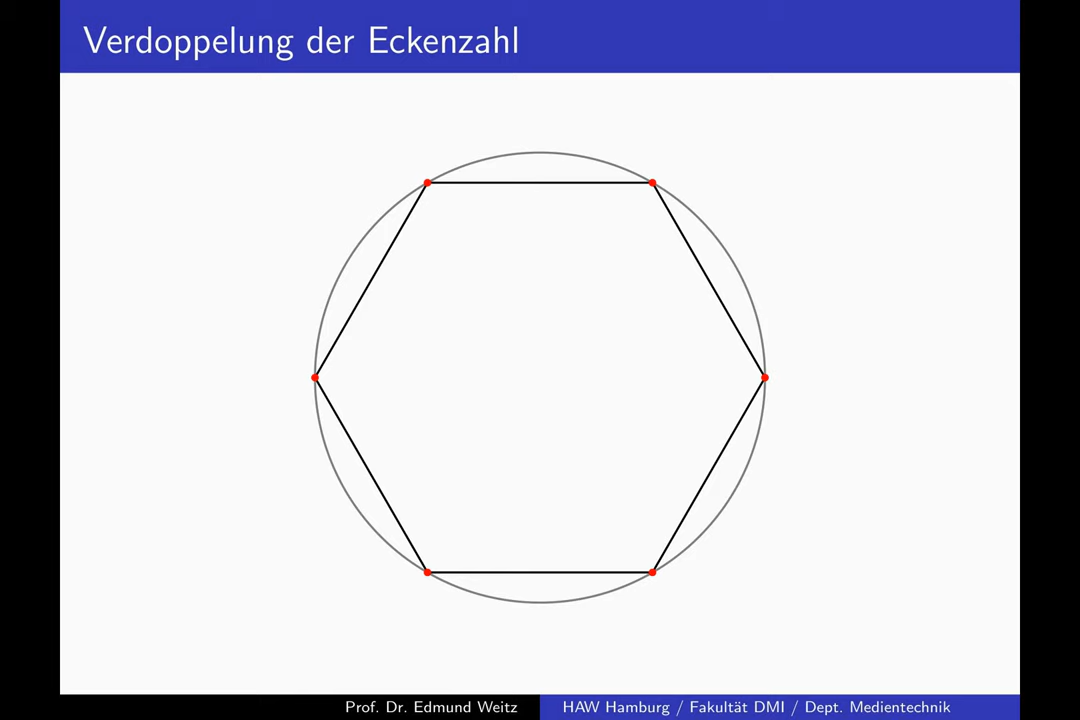 Verdoppelung der Eckenzahl
Prof. Dr. Edmund Weitz
HAW Hamburg / Fakultät DMI / Dept. Medientechnik